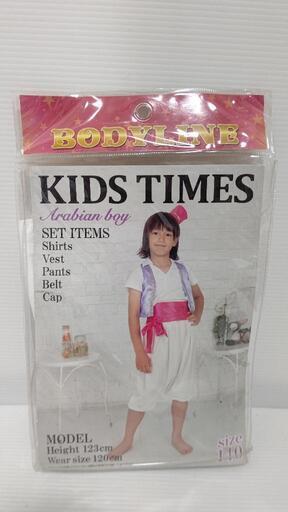 BODYLINE
KIDS TIMES
Arabian boy
SET ITEMS
Shirts
Vest
Pants
Belt
Cap
MODEL
Height 123cm
Wear size 120cm
size
140